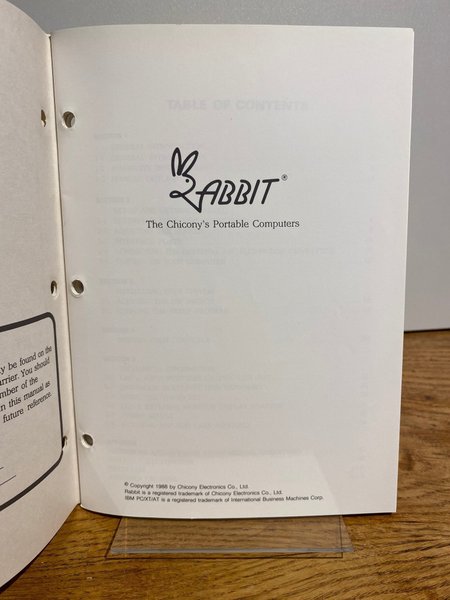 y be found on the
arrier. You should
mber of the
in this manual as
future reference.
TABLE OF CONTENTS
RABBIT®
The Chicony's Portable Computers
© Copyright 1988 by Chicony Electronics Co., Ltd.
Rabbit is a registered trademark of Chicony Electronics Co., Ltd.
IBM PC/XT/AT is a registered trademark of International Business Machines Corp.